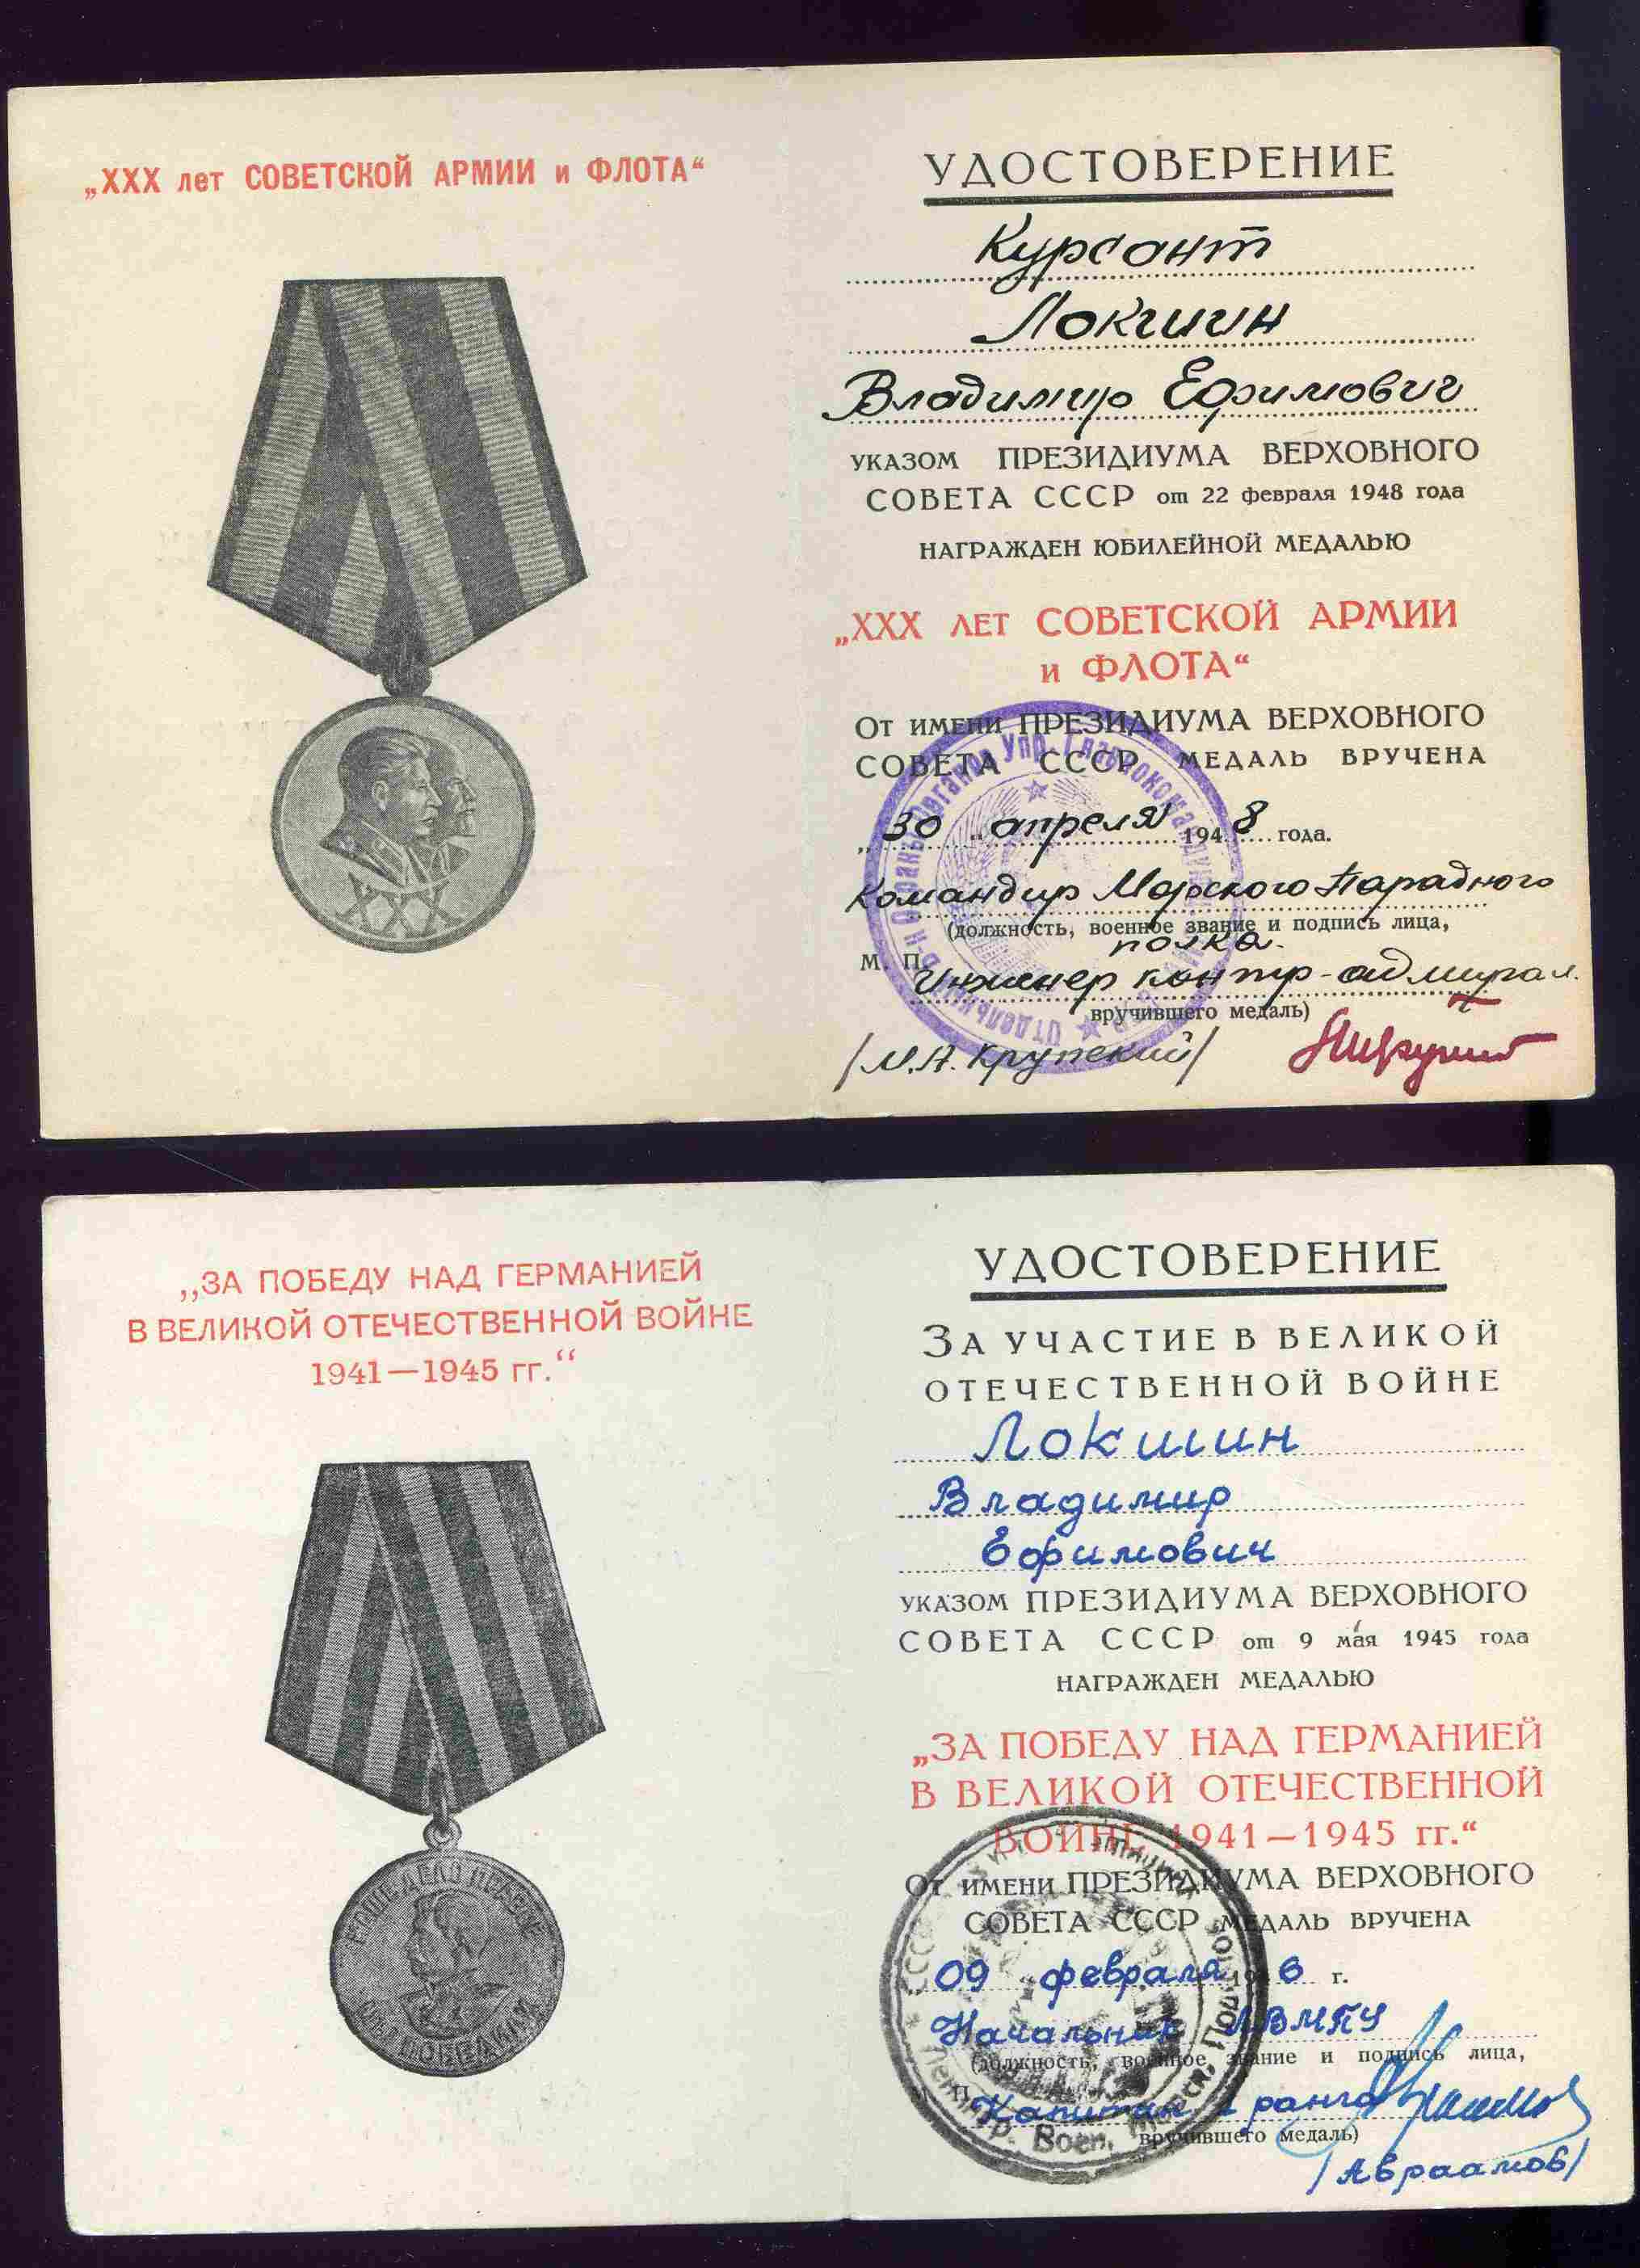 „XXX лет СОВЕТСКОЙ АРМИИ и ФЛОТА“
УДОСТОВЕРЕНИЕ
Курсант
Локшин
Владимир Ефимович
УКАЗОМ ПРЕЗИДИУМА ВЕРХОВНОГО
СОВЕТА СССР от 22 февраля 1948 года
НАГРАЖДЕН ЮБИЛЕЙНОЙ МЕДАЛЬЮ
„XXX ЛЕТ СОВЕТСКОЙ АРМИИ
и ФЛОТА“
От имени ПРЕЗИДИУМА ВЕРХОВНОГО
СОВЕТА СССР МЕДАЛЬ ВРУЧЕНА
„30„ апреля 1948 года.
Командир Морского Парадного
(должность, военное звание и подпись лица,
полка.
М. П.
Инженер контр-адмирал.
вручившего медаль)
/М.А. Крупский/
„ЗА ПОБЕДУ НАД ГЕРМАНИЕЙ
В ВЕЛИКОЙ ОТЕЧЕСТВЕННОЙ ВОЙНЕ
1941—1945 гг.“
НАШЕ ДЕЛО ПРАВОЕ
МЫ ПОБЕДИЛИ
УДОСТОВЕРЕНИЕ
ЗА УЧАСТИЕ В ВЕЛИКОЙ
ОТЕЧЕСТВЕННОЙ ВОЙНЕ
Локшин
Владимир
Ефимович
УКАЗОМ ПРЕЗИДИУМА ВЕРХОВНОГО
СОВЕТА СССР от 9 мая 1945 года
НАГРАЖДЕН МЕДАЛЬЮ
„ЗА ПОБЕДУ НАД ГЕРМАНИЕЙ
В ВЕЛИКОЙ ОТЕЧЕСТВЕННОЙ
ВОЙНЕ 1941—1945 гг.“
От имени ПРЕЗИДИУМА ВЕРХОВНОГО
СОВЕТА СССР МЕДАЛЬ ВРУЧЕНА
09 „ февраля 1946 г.
Начальник ЛВМПУ
(должность, военное звание и подпись лица,
М. П.
Капитан 1 ранга
вручившего медаль)
/Авраамов/